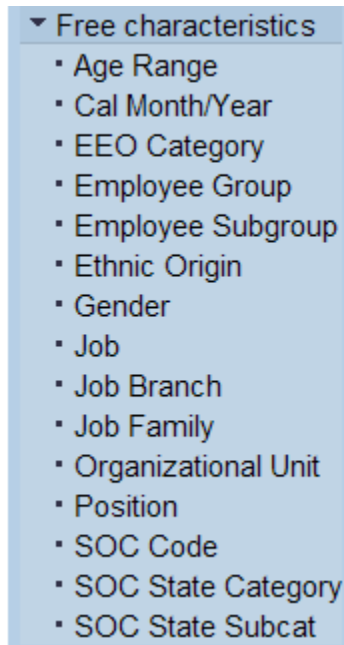 Free characteristics
Age Range
Cal Month/Year
EEO Category
Employee Group
Employee Subgroup
Ethnic Origin
Gender
Job
Job Branch
Job Family
Organizational Unit
Position
SOC Code
SOC State Category
SOC State Subcat